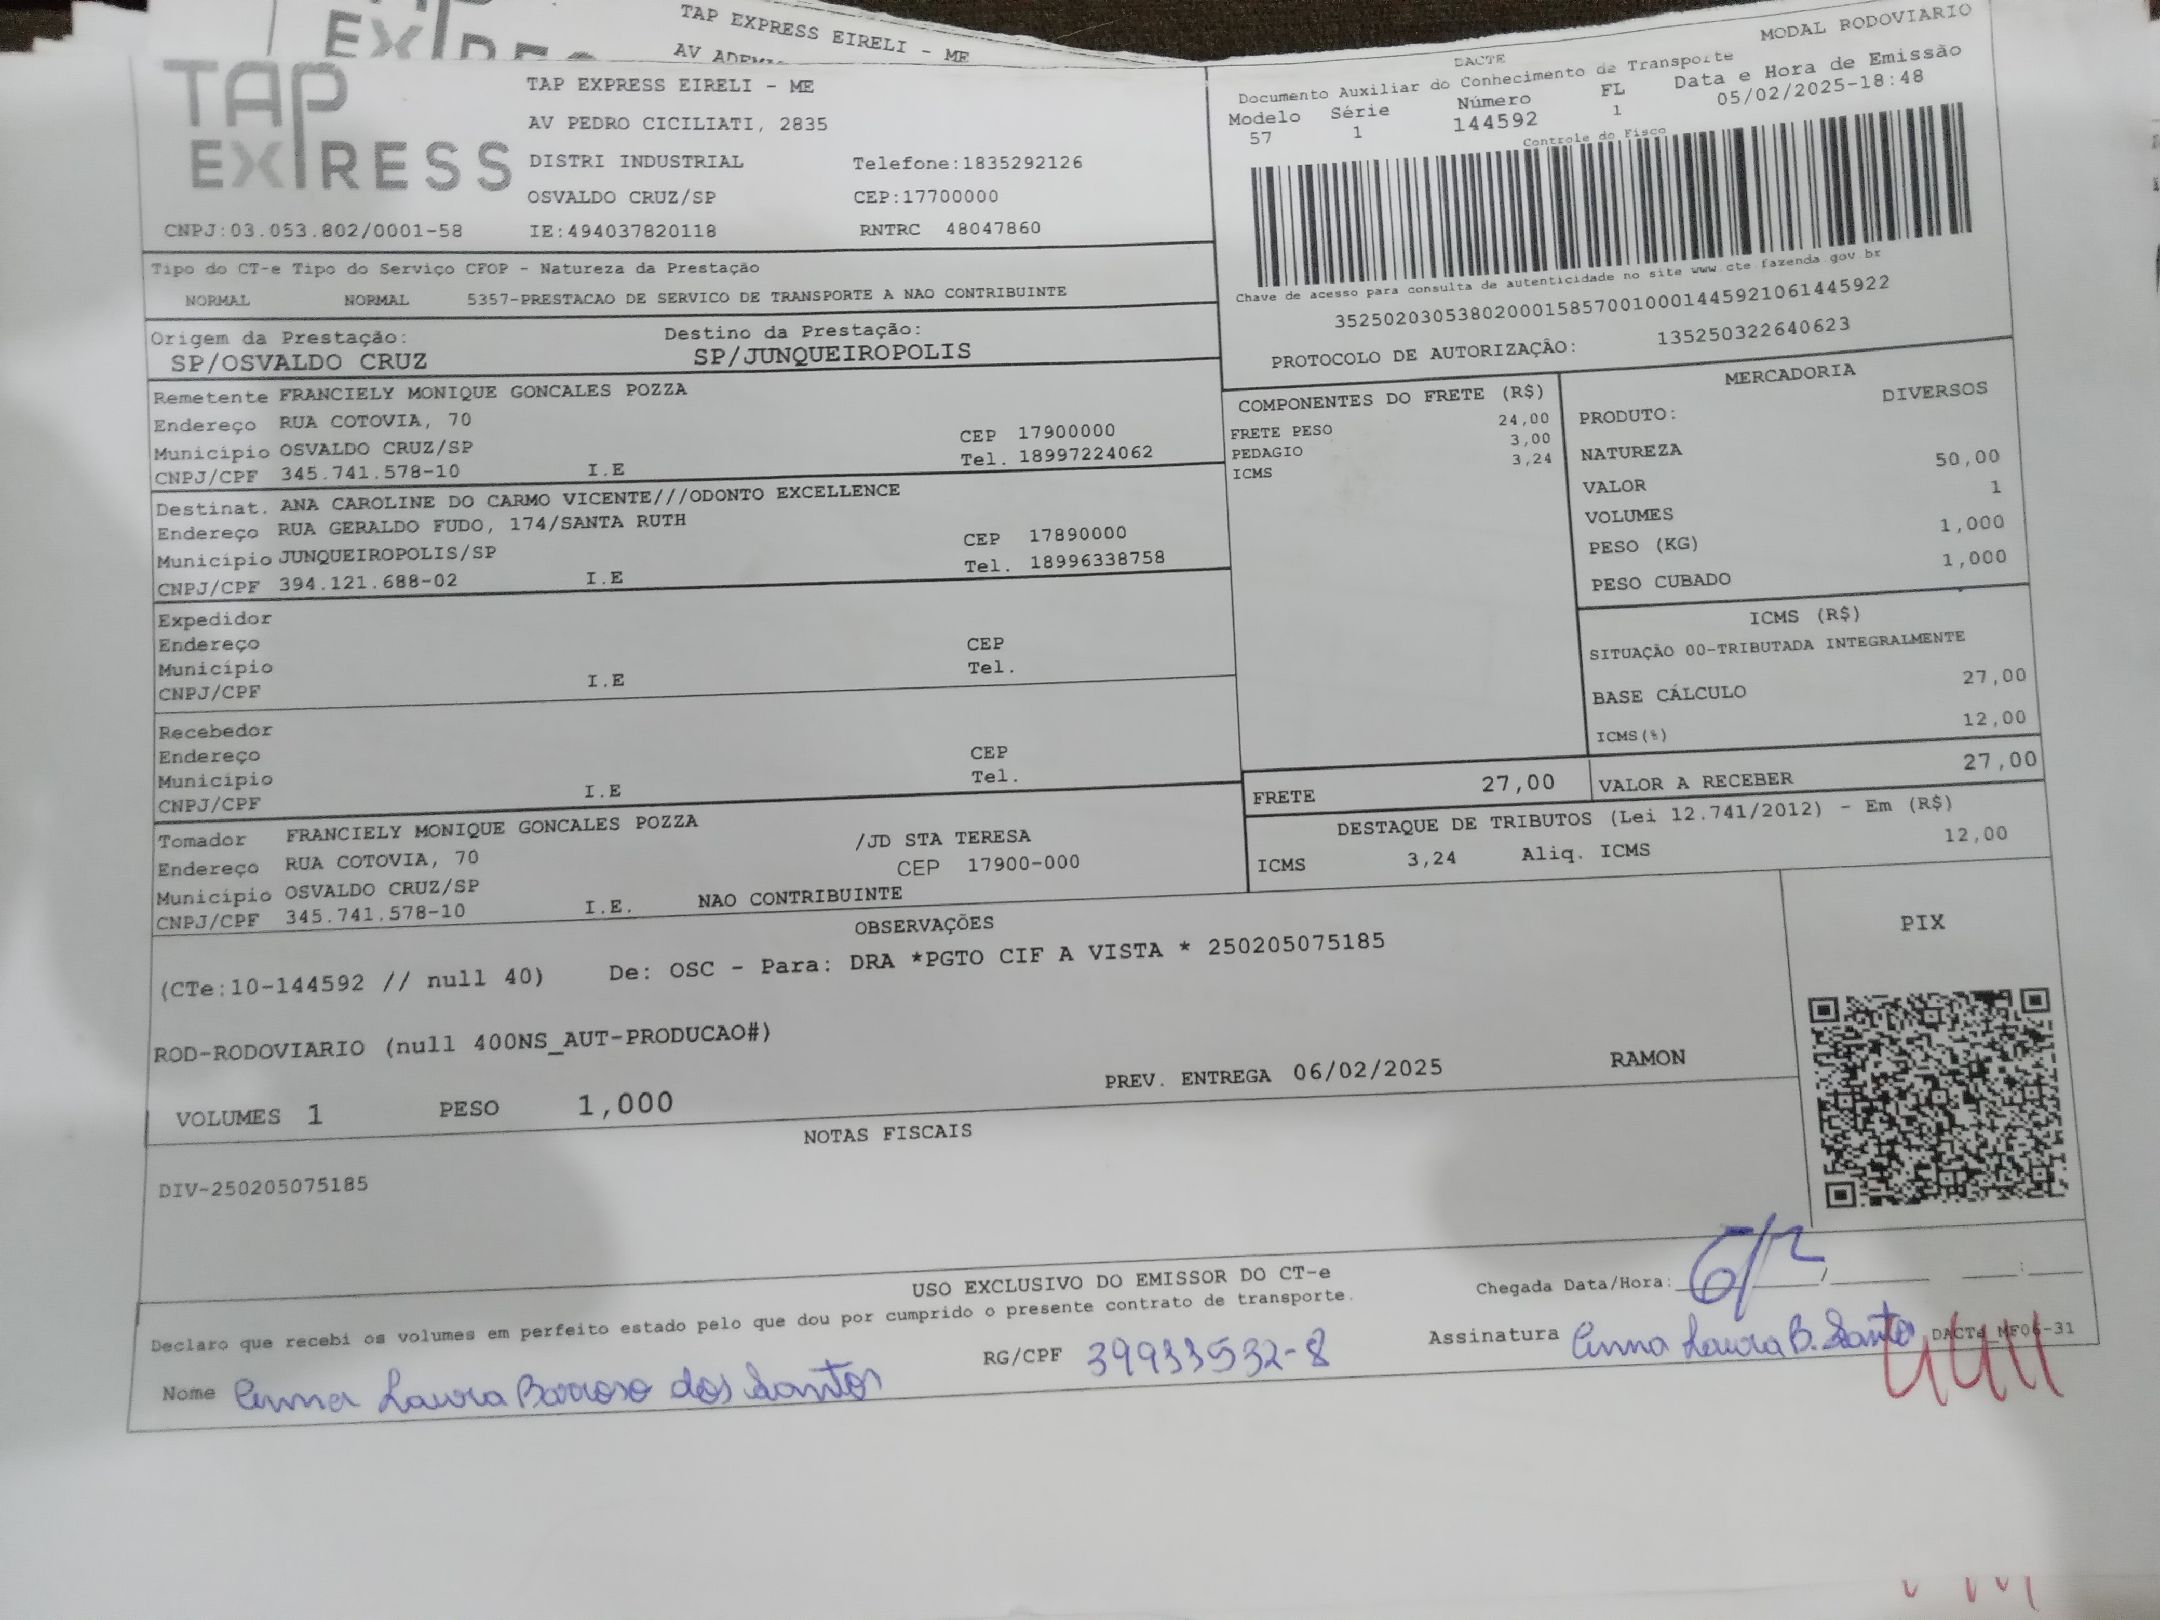 TAP EXPRESS EIRELI - ME
TAP EXPRESS
TAP EXPRESS EIRELI - ME
AV PEDRO CICILIATI, 2835
DISTRI INDUSTRIAL Telefone:1835292126
OSVALDO CRUZ/SP CEP:17700000
CNPJ:03.053.802/0001-58 IE:494037820118 RNTRC 48047860
DACTE MODAL RODOVIARIO
Documento Auxiliar do Conhecimento de Transporte
Modelo Série Número FL Data e Hora de Emissão
57 1 144592 1 05/02/2025-18:48
Controle do Fisco
Chave de acesso para consulta de autenticidade no site www.cte.fazenda.gov.br
35250203053802000158570010001445921061445922
PROTOCOLO DE AUTORIZAÇÃO: 135250322640623
Tipo do CT-e Tipo do Serviço CFOP - Natureza da Prestação
NORMAL NORMAL 5357-PRESTACAO DE SERVICO DE TRANSPORTE A NAO CONTRIBUINTE
Origem da Prestação: Destino da Prestação:
SP/OSVALDO CRUZ SP/JUNQUEIROPOLIS
Remetente FRANCIELY MONIQUE GONCALES POZZA
Endereço RUA COTOVIA, 70
Município OSVALDO CRUZ/SP CEP 17900000
CNPJ/CPF 345.741.578-10 I.E Tel. 18997224062
Destinat. ANA CAROLINE DO CARMO VICENTE///ODONTO EXCELLENCE
Endereço RUA GERALDO FUDO, 174/SANTA RUTH
Município JUNQUEIROPOLIS/SP CEP 17890000
CNPJ/CPF 394.121.688-02 I.E Tel. 18996338758
Expedidor
Endereço CEP
Município Tel.
CNPJ/CPF I.E
Recebedor
Endereço CEP
Município Tel.
CNPJ/CPF I.E
Tomador FRANCIELY MONIQUE GONCALES POZZA /JD STA TERESA
Endereço RUA COTOVIA, 70 CEP 17900-000
Município OSVALDO CRUZ/SP
CNPJ/CPF 345.741.578-10 I.E. NAO CONTRIBUINTE
COMPONENTES DO FRETE (R$)
FRETE PESO 24,00
PEDAGIO 3,00
ICMS 3,24
MERCADORIA
PRODUTO: DIVERSOS
NATUREZA
VALOR 50,00
VOLUMES 1
PESO (KG) 1,000
PESO CUBADO 1,000
ICMS (R$)
SITUAÇÃO 00-TRIBUTADA INTEGRALMENTE
BASE CÁLCULO 27,00
ICMS(%) 12,00
FRETE 27,00 VALOR A RECEBER 27,00
DESTAQUE DE TRIBUTOS (Lei 12.741/2012) - Em (R$)
ICMS 3,24 Aliq. ICMS 12,00
OBSERVAÇÕES
(CTe:10-144592 // null 40) De: OSC - Para: DRA *PGTO CIF A VISTA * 250205075185
ROD-RODOVIARIO (null 400NS_AUT-PRODUCAO#)
PREV. ENTREGA 06/02/2025 RAMON
VOLUMES 1 PESO 1,000
PIX
NOTAS FISCAIS
DIV-250205075185
USO EXCLUSIVO DO EMISSOR DO CT-e
Chegada Data/Hora: 6/2
Declaro que recebi os volumes em perfeito estado pelo que dou por cumprido o presente contrato de transporte.
Nome Anna Laura Barroso dos Santos RG/CPF 39933532-8 Assinatura Anna Laura B. Santo